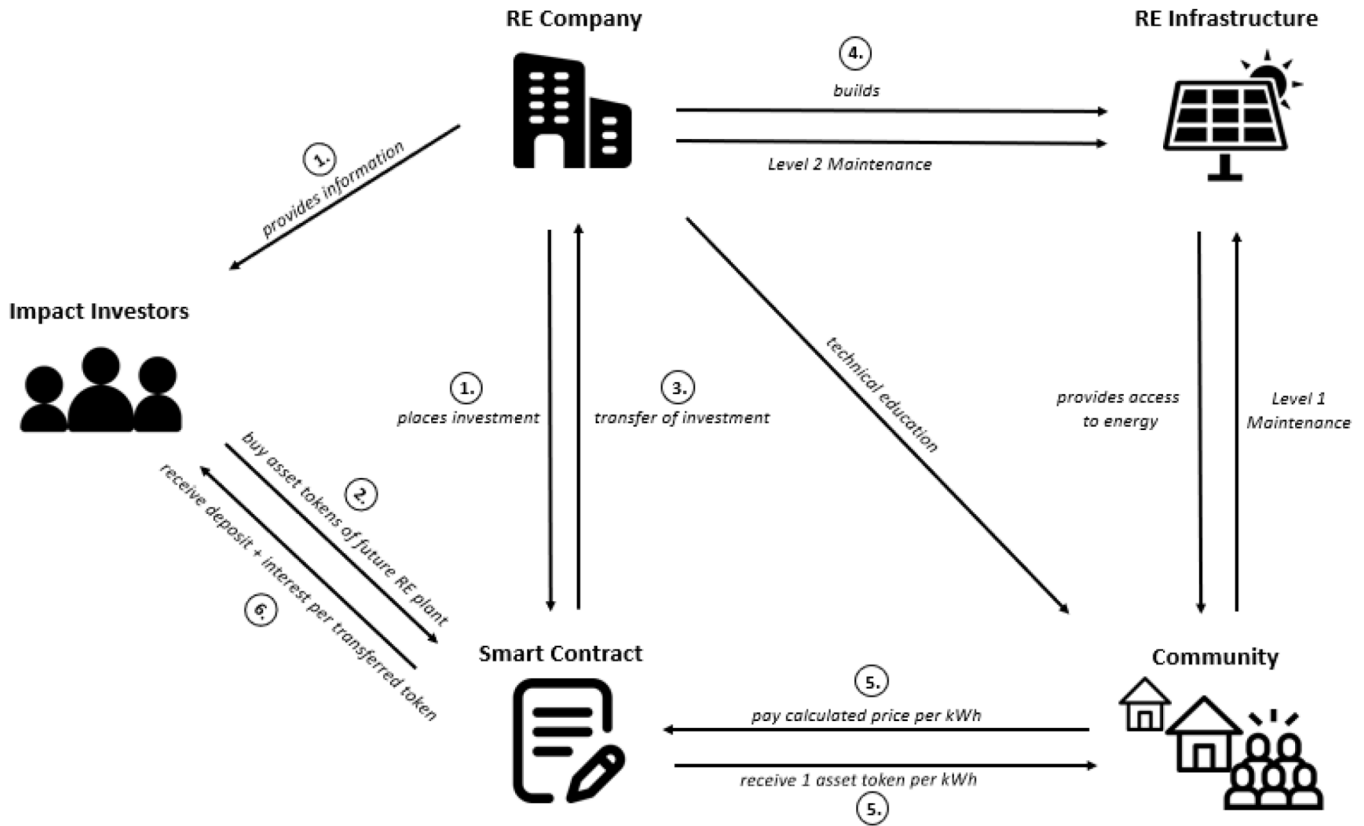 RE Company
RE Infrastructure
4.
builds
Level 2 Maintenance
1.
provides information
Impact Investors
1.
places investment
3.
transfer of investment
technical education
provides access
to energy
Level 1
Maintenance
2.
buy asset tokens of future RE plant
receive deposit + interest per transferred token
6.
Smart Contract
Community
5.
pay calculated price per kWh
receive 1 asset token per kWh
5.